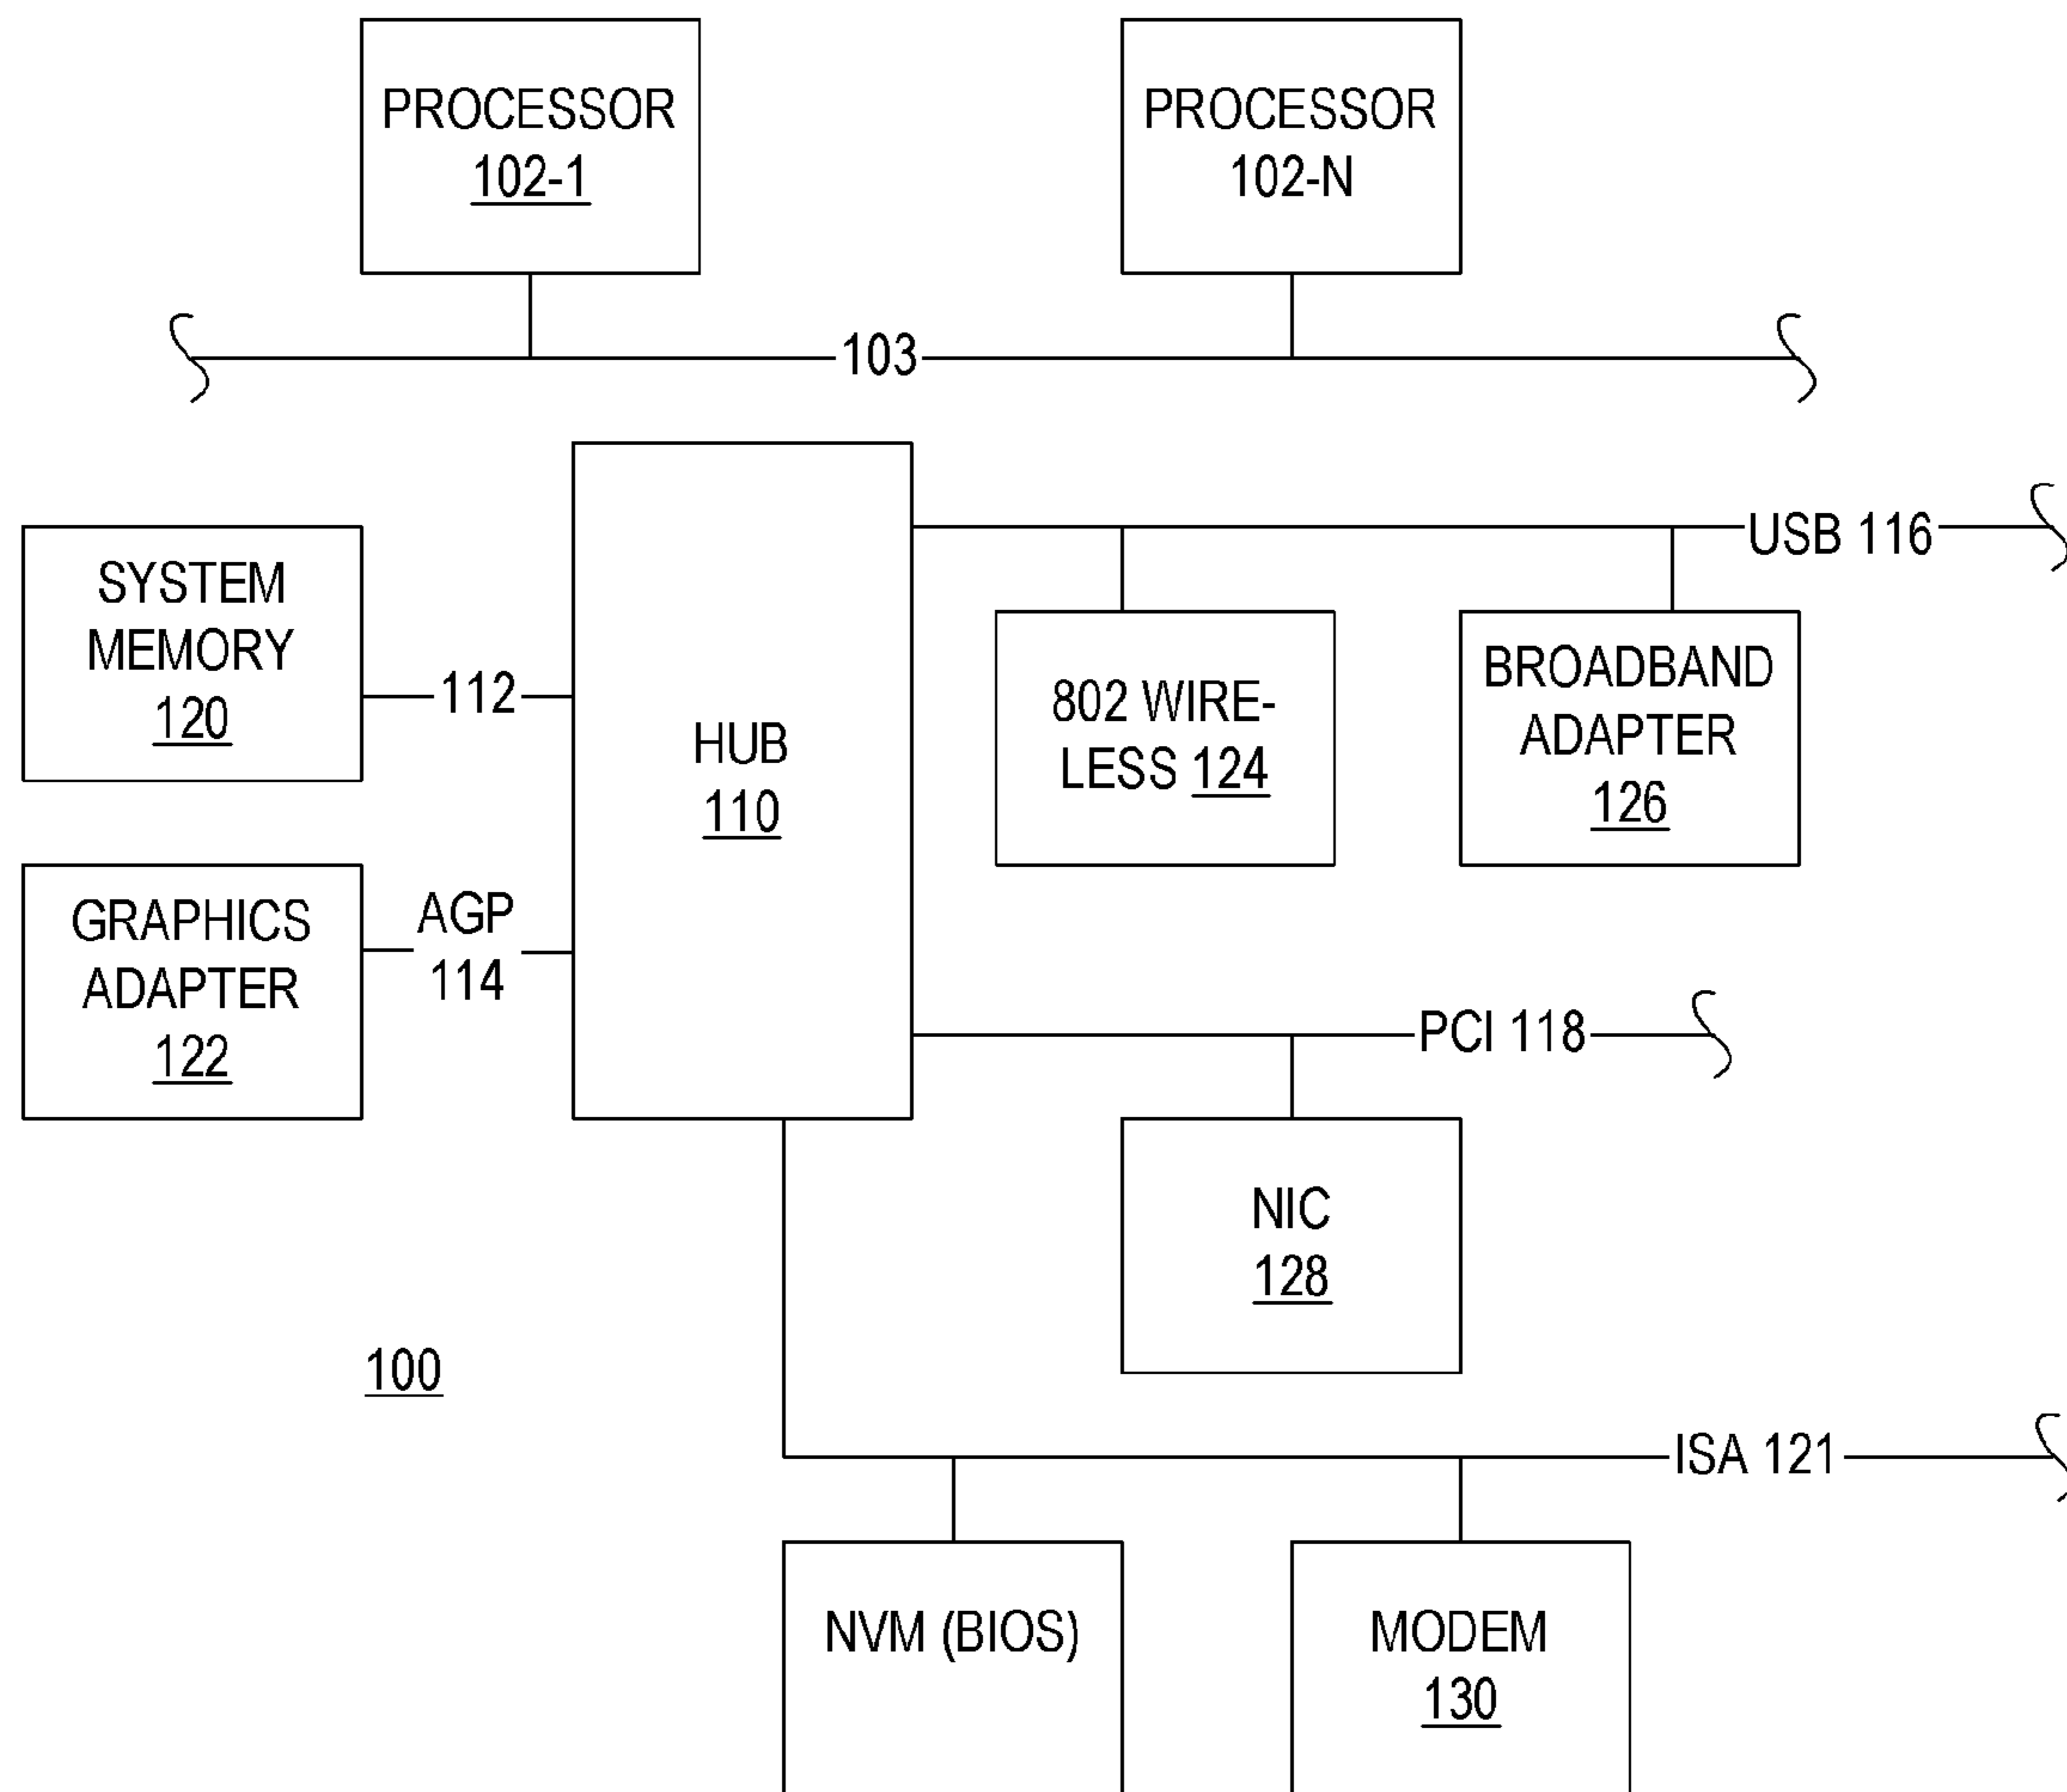 PROCESSOR
102-1
PROCESSOR
102-N
103
USB 116
SYSTEM
MEMORY
120
112
HUB
110
802 WIRE-
LESS 124
BROADBAND
ADAPTER
126
GRAPHICS
ADAPTER
122
AGP
114
PCI 118
NIC
128
100
ISA 121
NVM (BIOS)
MODEM
130